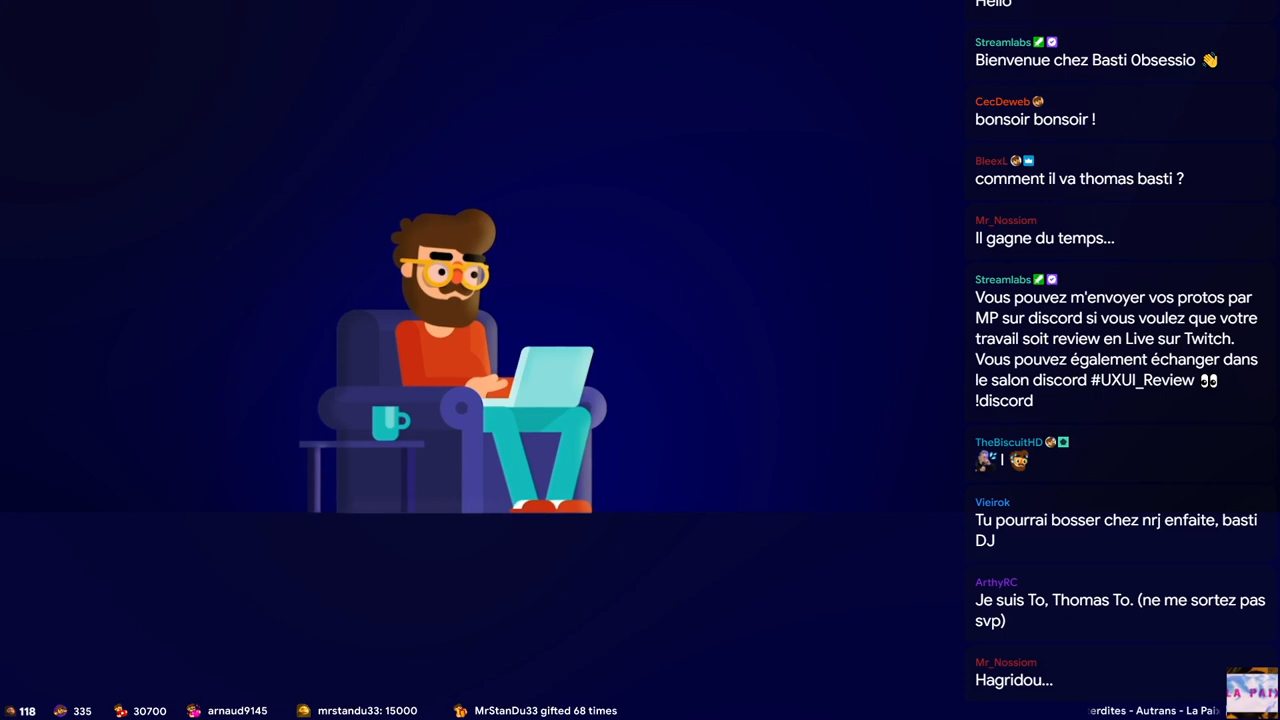 Hello
Streamlabs
Bienvenue chez Basti 0bsessio 👋
CecDeweb
bonsoir bonsoir !
BleexL
comment il va thomas basti ?
Mr_Nossiom
Il gagne du temps...
Streamlabs
Vous pouvez m'envoyer vos protos par
MP sur discord si vous voulez que votre
travail soit review en Live sur Twitch.
Vous pouvez également échanger dans
le salon discord #UXUI_Review 👀
!discord
TheBiscuitHD
|
Vieirok
Tu pourrai bosser chez nrj enfaite, basti
DJ
ArthyRC
Je suis To, Thomas To. (ne me sortez pas
svp)
Mr_Nossiom
Hagridou...
LA PAI
118 335 30700 arnaud9145 mrstandu33: 15000 MrStanDu33 gifted 68 times erdites - Autrans - La Pai